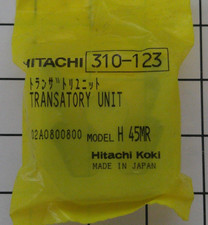 HITACHI 310-123
トランザトリユニット
TRANSATORY UNIT
02A0800800 MODEL H 45MR
Hitachi Koki
MADE IN JAPAN